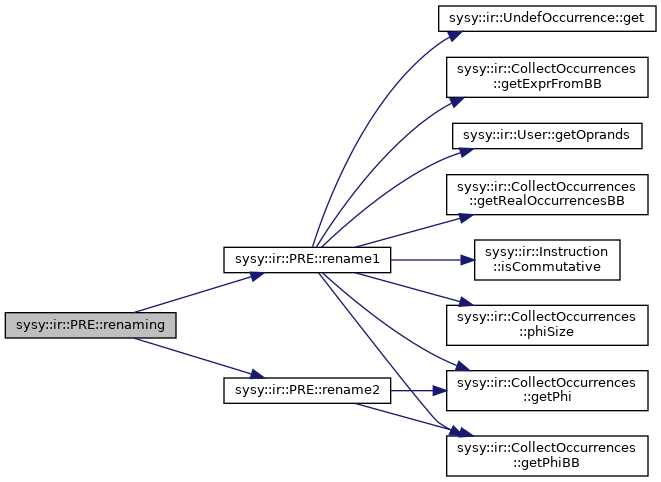 sysy::ir::UndefOccurrence::get
sysy::ir::CollectOccurrences
::getExprFromBB
sysy::ir::User::getOprands
sysy::ir::CollectOccurrences
::getRealOccurrencesBB
sysy::ir::PRE::rename1
sysy::ir::Instruction
::isCommutative
sysy::ir::PRE::renaming
sysy::ir::CollectOccurrences
::phiSize
sysy::ir::PRE::rename2
sysy::ir::CollectOccurrences
::getPhi
sysy::ir::CollectOccurrences
::getPhiBB